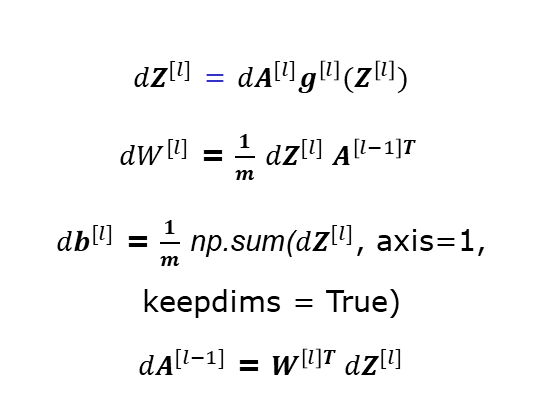 dZ^[l] = dA^[l] g^[l](Z^[l])
dW^[l] = 1/m dZ^[l] A^[l−1]T
db^[l] = 1/m np.sum(dZ^[l], axis=1,
keepdims = True)
dA^[l−1] = W^[l]T dZ^[l]